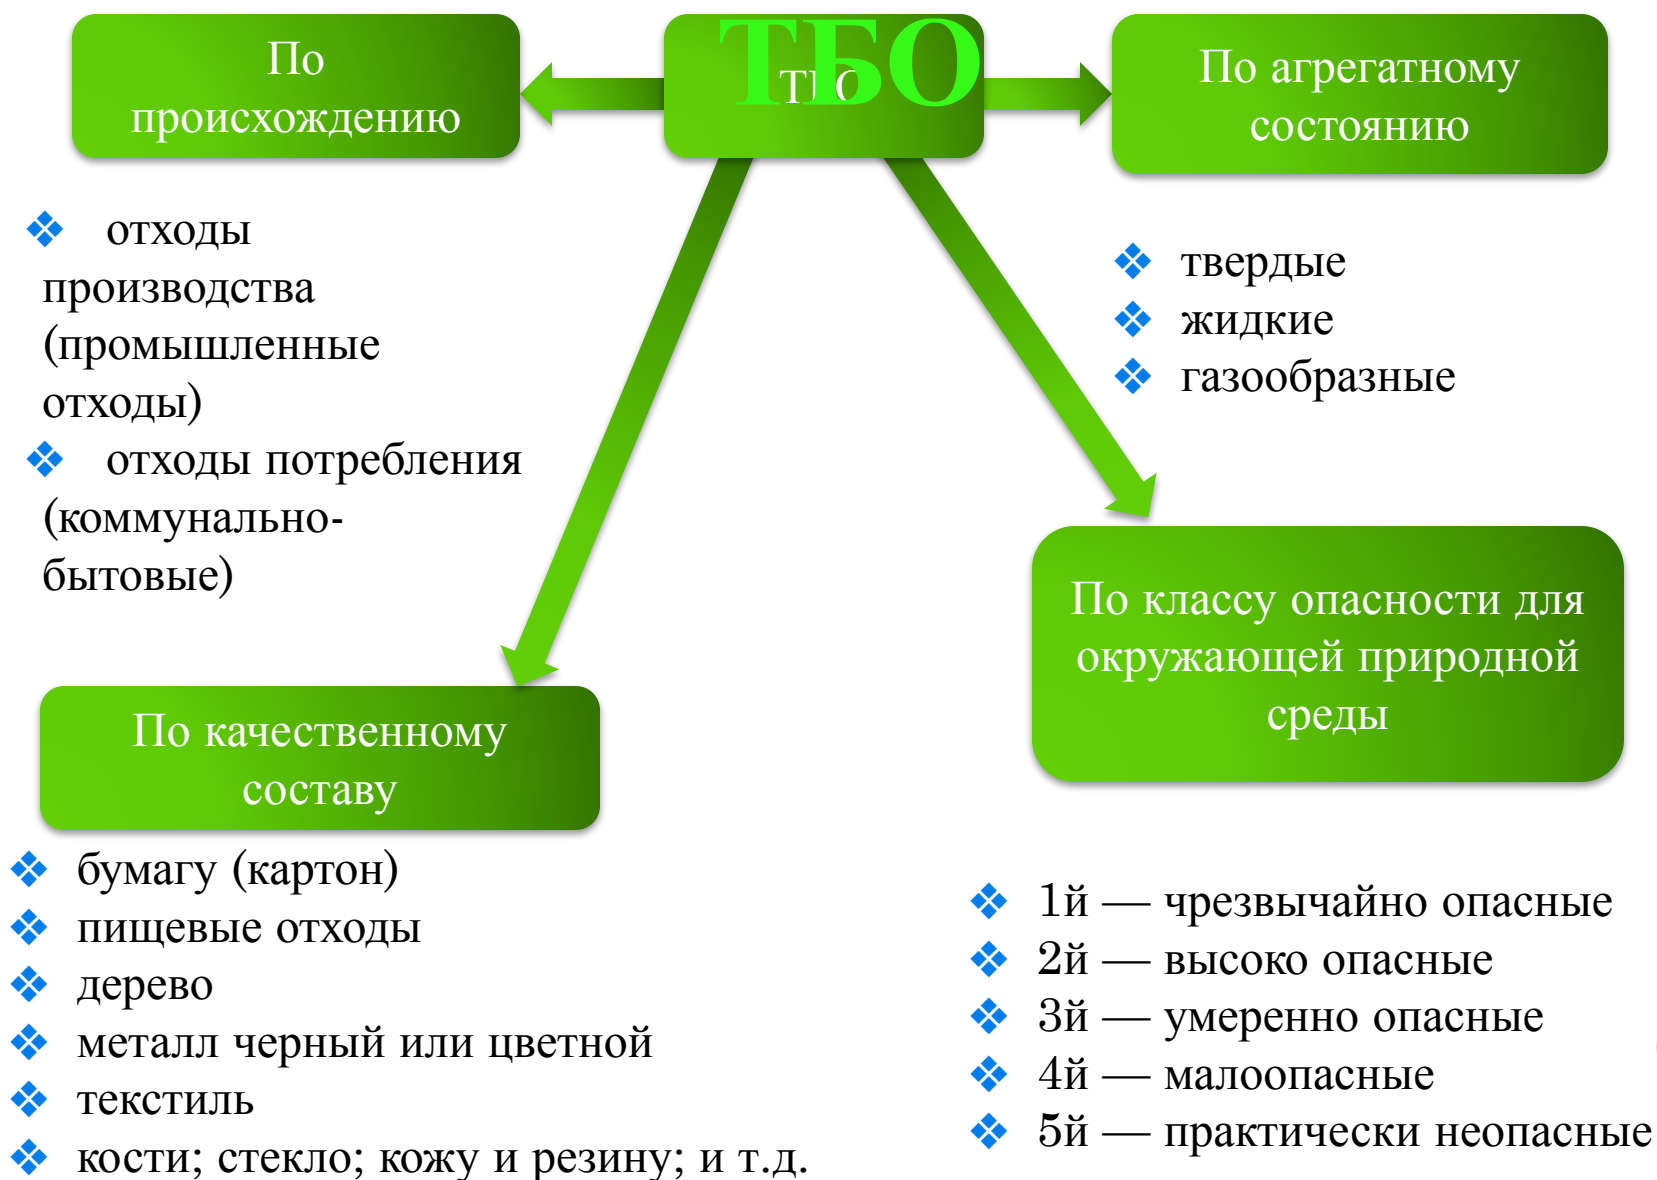 ТБО
ТБО
По
происхождению
По агрегатному
состоянию
❖ отходы
производства
(промышленные
отходы)
❖ отходы потребления
(коммунально-
бытовые)
❖ твердые
❖ жидкие
❖ газообразные
По качественному
составу
По классу опасности для
окружающей природной
среды
❖ бумагу (картон)
❖ пищевые отходы
❖ дерево
❖ металл черный или цветной
❖ текстиль
❖ кости; стекло; кожу и резину; и т.д.
❖ 1й — чрезвычайно опасные
❖ 2й — высоко опасные
❖ 3й — умеренно опасные
❖ 4й — малоопасные
❖ 5й — практически неопасные